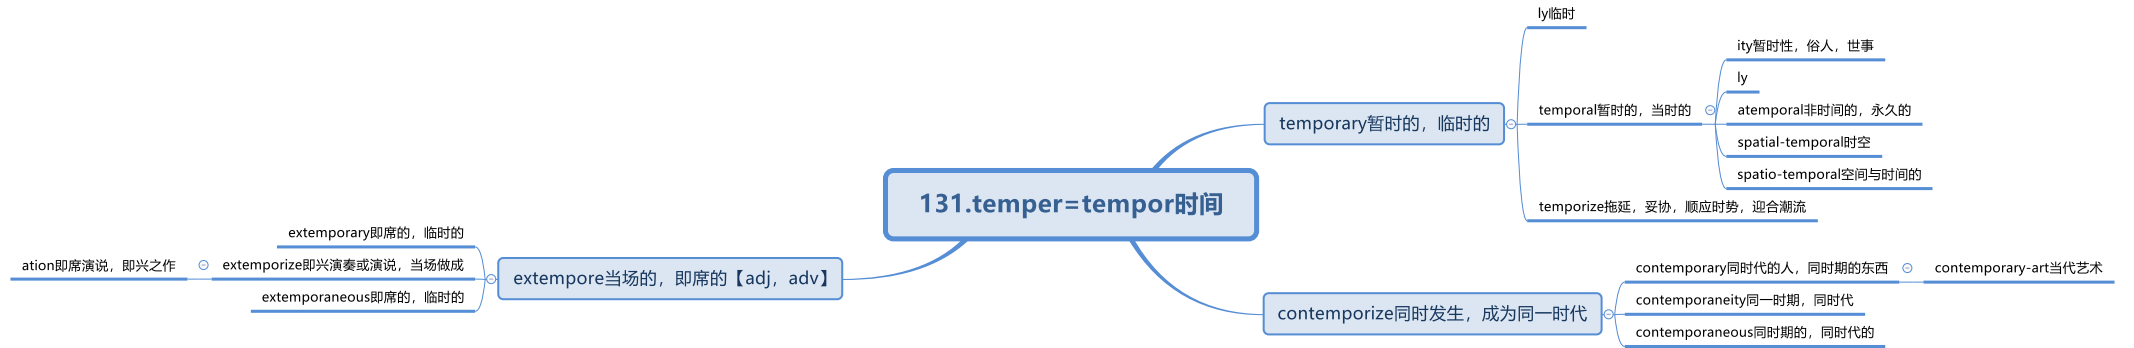 131.temper=tempor时间
temporary暂时的，临时的
ly临时
temporal暂时的，当时的
ity暂时性，俗人，世事
ly
atemporal非时间的，永久的
spatial-temporal时空
spatio-temporal空间与时间的
temporize拖延，妥协，顺应时势，迎合潮流
contemporize同时发生，成为同一时代
contemporary同时代的人，同时期的东西
contemporary-art当代艺术
contemporaneity同一时期，同时代
contemporaneous同时期的，同时代的
extempore当场的，即席的【adj，adv】
extemporary即席的，临时的
extemporize即兴演奏或演说，当场做成
ation即席演说，即兴之作
extemporaneous即席的，临时的